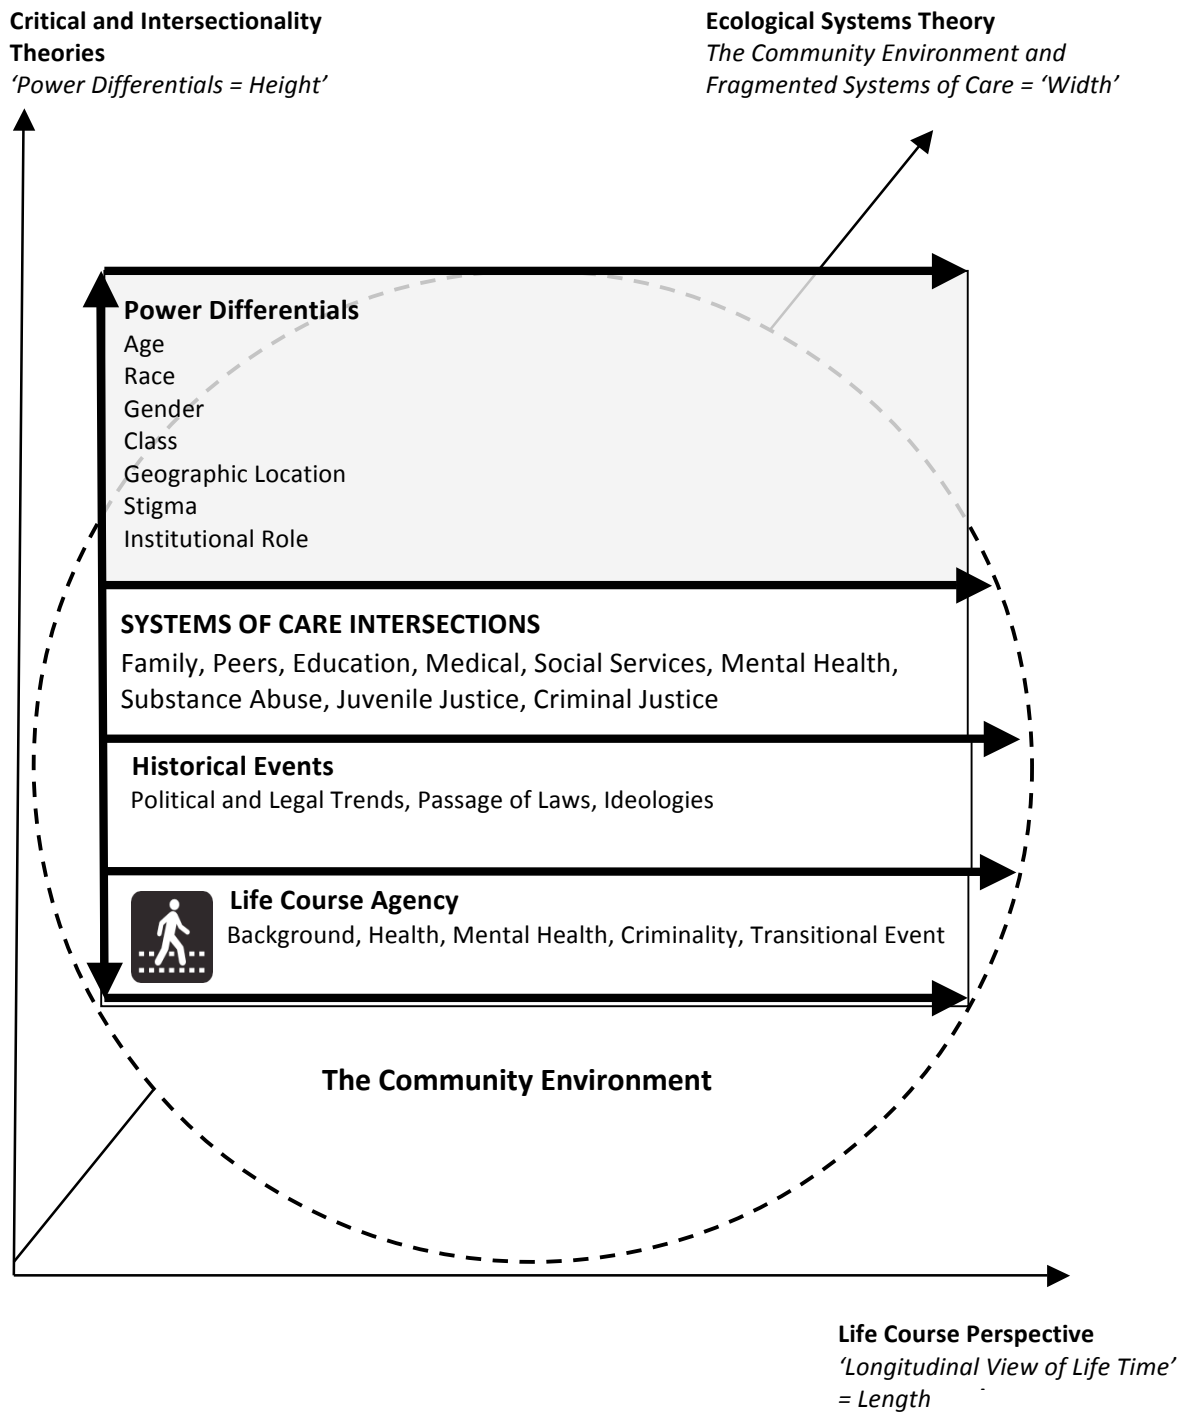 Critical and Intersectionality
Theories
‘Power Differentials = Height’
Ecological Systems Theory
The Community Environment and
Fragmented Systems of Care = ‘Width’
Power Differentials
Age
Race
Gender
Class
Geographic Location
Stigma
Institutional Role
SYSTEMS OF CARE INTERSECTIONS
Family, Peers, Education, Medical, Social Services, Mental Health,
Substance Abuse, Juvenile Justice, Criminal Justice
Historical Events
Political and Legal Trends, Passage of Laws, Ideologies
Life Course Agency
Background, Health, Mental Health, Criminality, Transitional Event
The Community Environment
Life Course Perspective
‘Longitudinal View of Life Time’
= Length